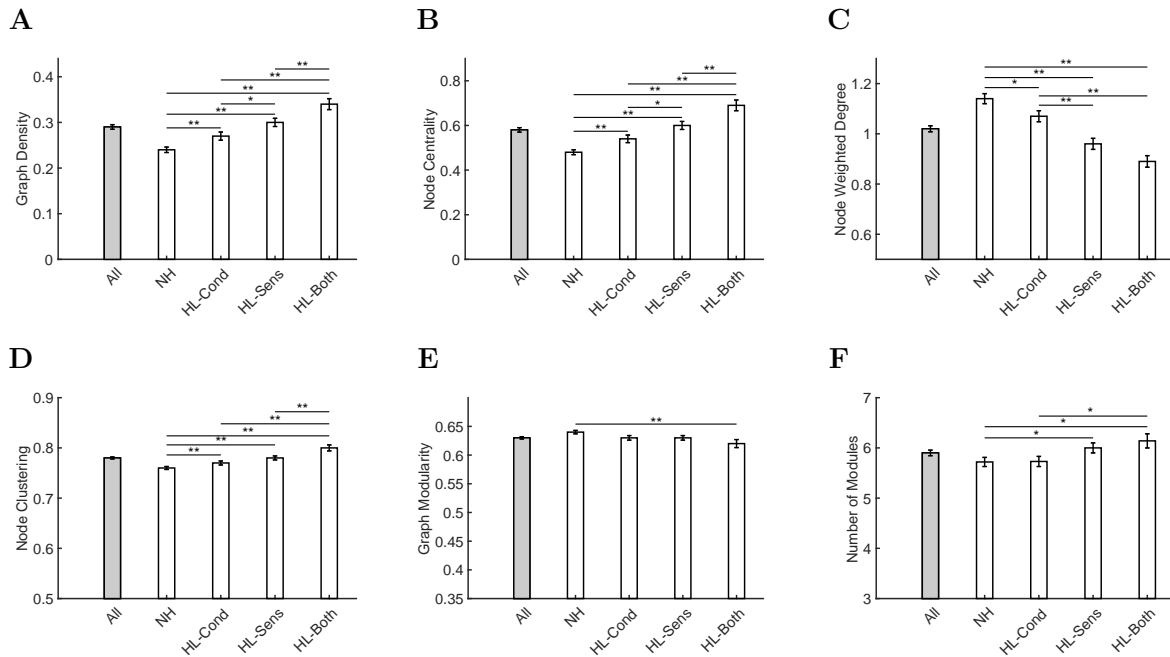 A
Graph Density
0.4
0.3
0.2
0.1
0
**
**
**
*
**
**
All
NH
HL-Cond
HL-Sens
HL-Both
B
Node Centrality
0.8
0.6
0.4
0.2
0
**
**
**
*
**
**
All
NH
HL-Cond
HL-Sens
HL-Both
C
Node Weighted Degree
1.2
1
0.8
0.6
**
**
*
**
**
All
NH
HL-Cond
HL-Sens
HL-Both
D
Node Clustering
0.9
0.8
0.7
0.6
0.5
**
**
**
**
**
All
NH
HL-Cond
HL-Sens
HL-Both
E
Graph Modularity
0.65
0.6
0.55
0.5
0.45
0.4
0.35
**
All
NH
HL-Cond
HL-Sens
HL-Both
F
Number of Modules
7
6
5
4
3
*
*
*
All
NH
HL-Cond
HL-Sens
HL-Both